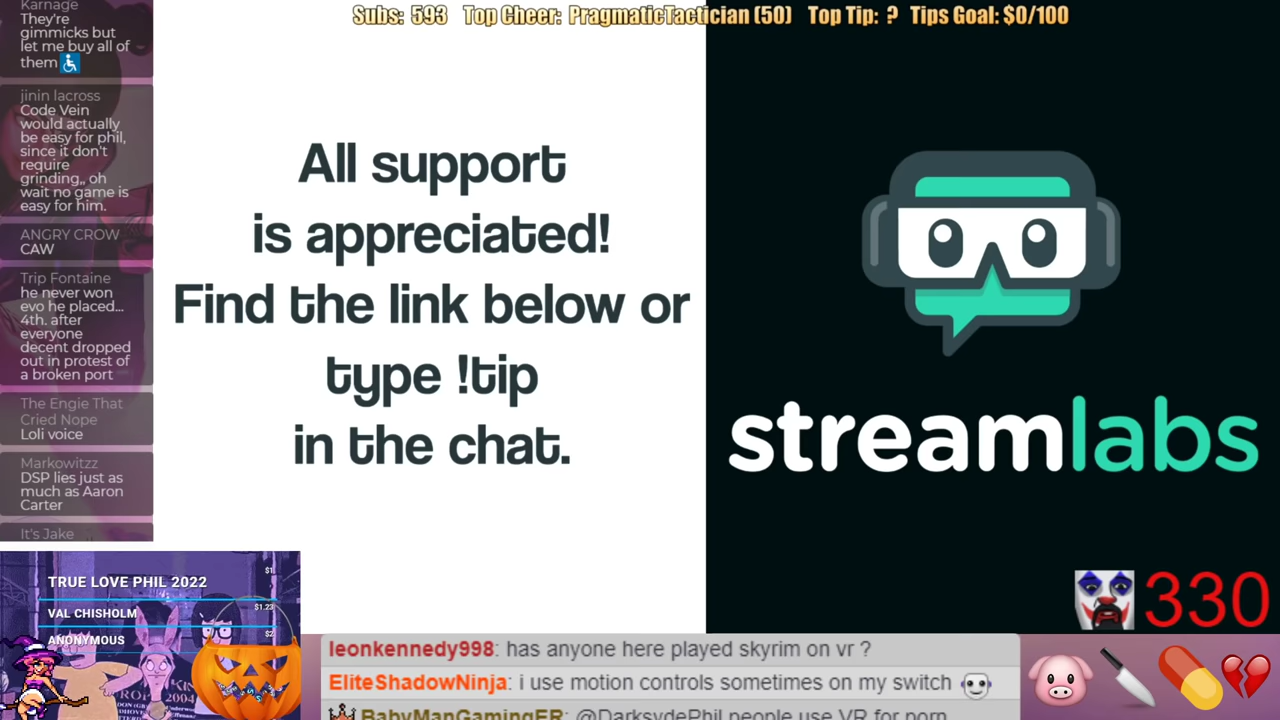 Subs: 593 Top Cheer: PragmaticTactician (50) Top Tip: ? Tips Goal: $0/100
Karnage
They're
gimmicks but
let me buy all of
them
jinin lacross
Code Vein
would actually
be easy for phil,
since it don't
require
grinding,, oh
wait no game is
easy for him.
ANGRY CROW
CAW
Trip Fontaine
he never won
evo he placed...
4th. after
everyone
decent dropped
out in protest of
a broken port
The Engie That
Cried Nope
Loli voice
Markowitzz
DSP lies just as
much as Aaron
Carter
It's Jake
All support
is appreciated!
Find the link below or
type !tip
in the chat.
streamlabs
330
$1
TRUE LOVE PHIL 2022
$1.23
VAL CHISHOLM
$2
ANONYMOUS
leonkennedy998: has anyone here played skyrim on vr ?
EliteShadowNinja: i use motion controls sometimes on my switch
BabyManGamingER: @DarksydePhil people use VR for porn